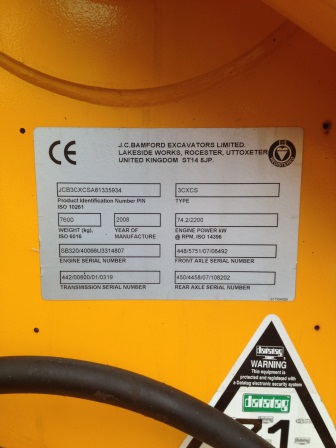 CE
J.C.BAMFORD EXCAVATORS LIMITED.
LAKESIDE WORKS, ROCESTER, UTTOXETER
UNITED KINGDOM ST14 5JP.
JCB3CXCSA81335934
Product Identification Number PIN
ISO 10261
3CXCS
TYPE
7600
WEIGHT (kg),
ISO 6016
2008
YEAR OF
MANUFACTURE
74.2/2200
ENGINE POWER kW
@ RPM, ISO 14396
SB320/40066U3314807
ENGINE SERIAL NUMBER
448/5751/07/08492
FRONT AXLE SERIAL NUMBER
442/00800/01/0319
TRANSMISSION SERIAL NUMBER
450/4458/07/108202
REAR AXLE SERIAL NUMBER
datatag
WARNING
This equipment is
protected and registered with
a Datatag electronic security system
datatag